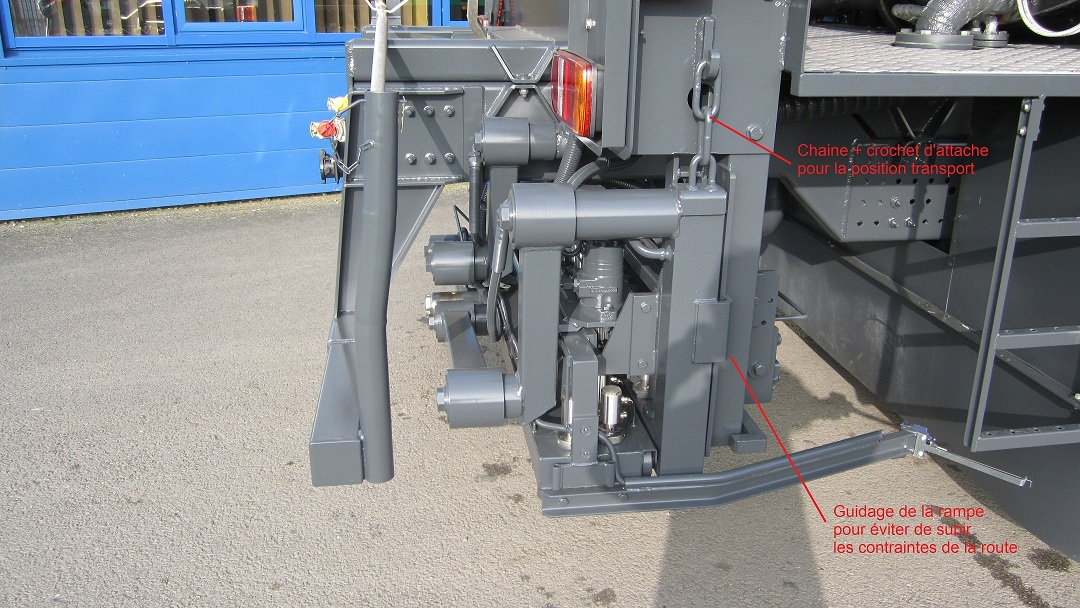 Chaine + crochet d'attache
pour la position transport
Guidage de la rampe
pour éviter de subir
les contraintes de la route